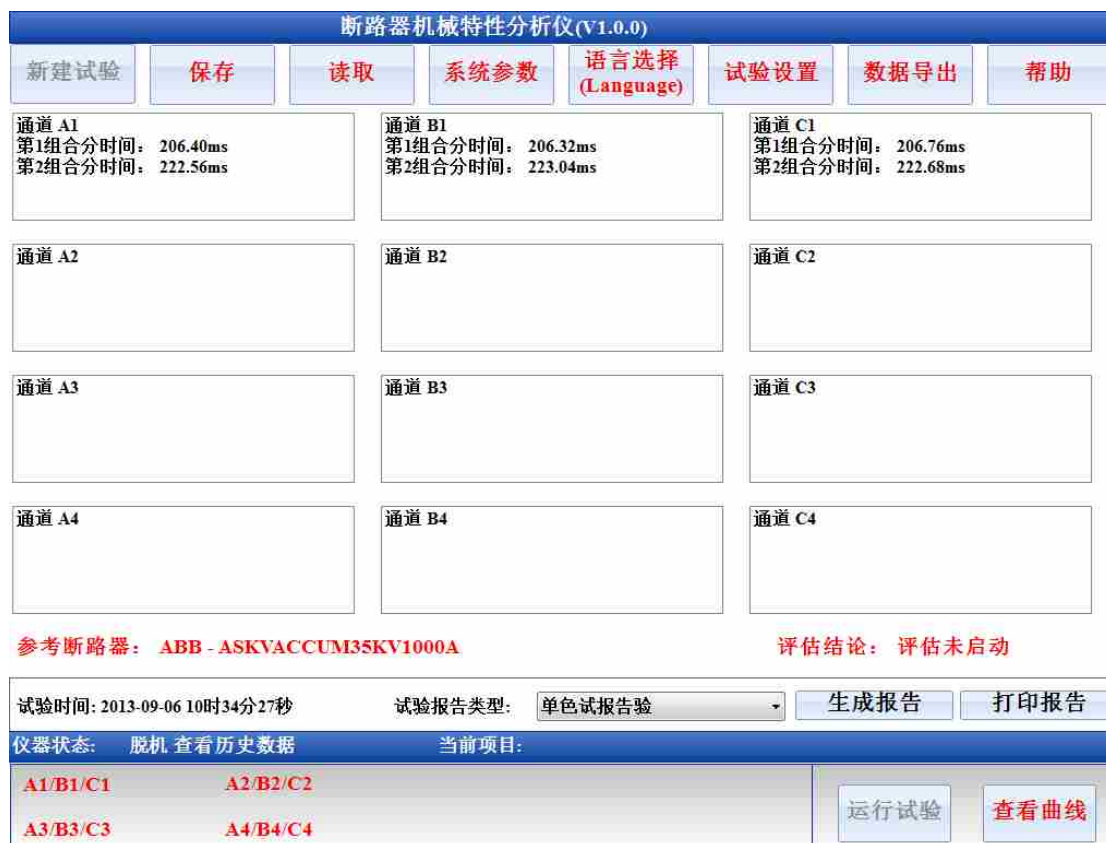 断路器机械特性分析仪(V1.0.0)
新建试验
保存
读取
系统参数
语言选择
(Language)
试验设置
数据导出
帮助
通道 A1
第1组合分时间： 206.40ms
第2组合分时间： 222.56ms
通道 B1
第1组合分时间： 206.32ms
第2组合分时间： 223.04ms
通道 C1
第1组合分时间： 206.76ms
第2组合分时间： 222.68ms
通道 A2
通道 B2
通道 C2
通道 A3
通道 B3
通道 C3
通道 A4
通道 B4
通道 C4
参考断路器： ABB - ASKVACCUM35KV1000A
评估结论： 评估未启动
试验时间: 2013-09-06 10时34分27秒
试验报告类型:
单色试报告验
生成报告
打印报告
仪器状态: 脱机 查看历史数据
当前项目:
A1/B1/C1
A2/B2/C2
A3/B3/C3
A4/B4/C4
运行试验
查看曲线